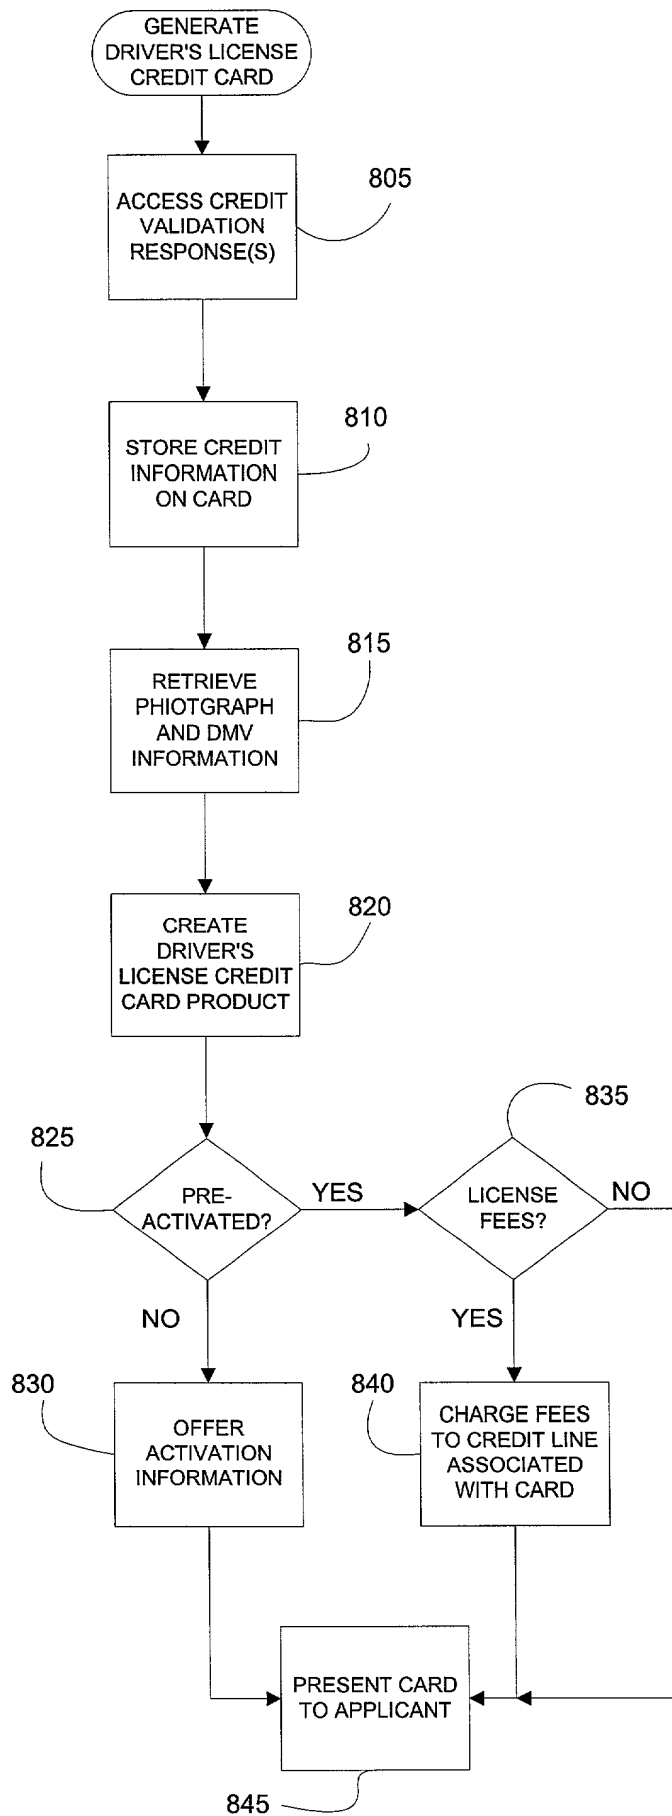 GENERATE
DRIVER'S LICENSE
CREDIT CARD
805
ACCESS CREDIT
VALIDATION
RESPONSE(S)
810
STORE CREDIT
INFORMATION
ON CARD
815
RETRIEVE
PHIOTGRAPH
AND DMV
INFORMATION
820
CREATE
DRIVER'S
LICENSE CREDIT
CARD PRODUCT
825
PRE-
ACTIVATED?
YES
835
LICENSE
FEES?
NO
NO
YES
830
OFFER
ACTIVATION
INFORMATION
840
CHARGE FEES
TO CREDIT LINE
ASSOCIATED
WITH CARD
PRESENT CARD
TO APPLICANT
845